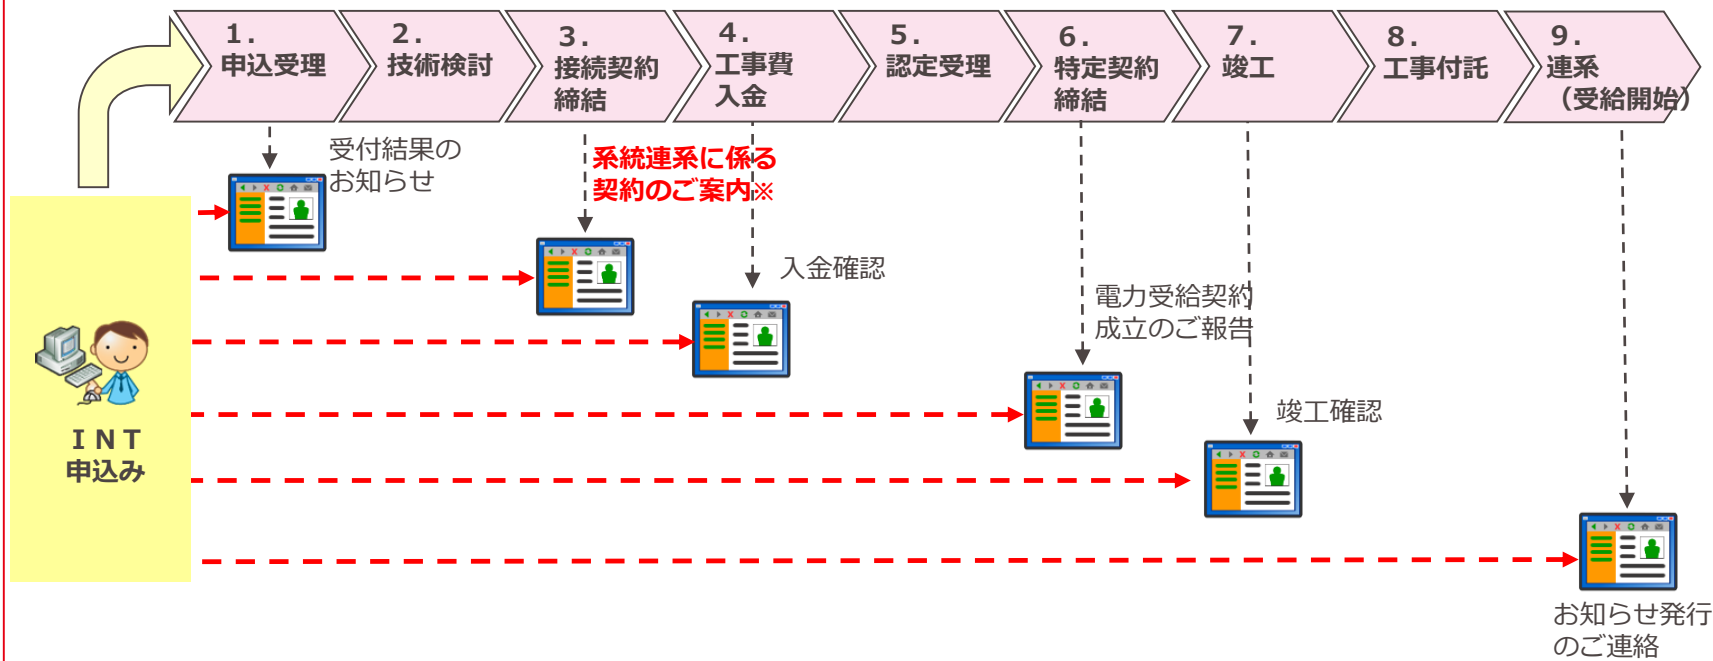 1.
申込受理
2.
技術検討
3.
接続契約
締結
4.
工事費
入金
5.
認定受理
6.
特定契約
締結
7.
竣工
8.
工事付託
9.
連系
（受給開始）
受付結果の
お知らせ
系統連系に係る
契約のご案内※
入金確認
電力受給契約
成立のご報告
竣工確認
ＩＮＴ
申込み
お知らせ発行
のご連絡